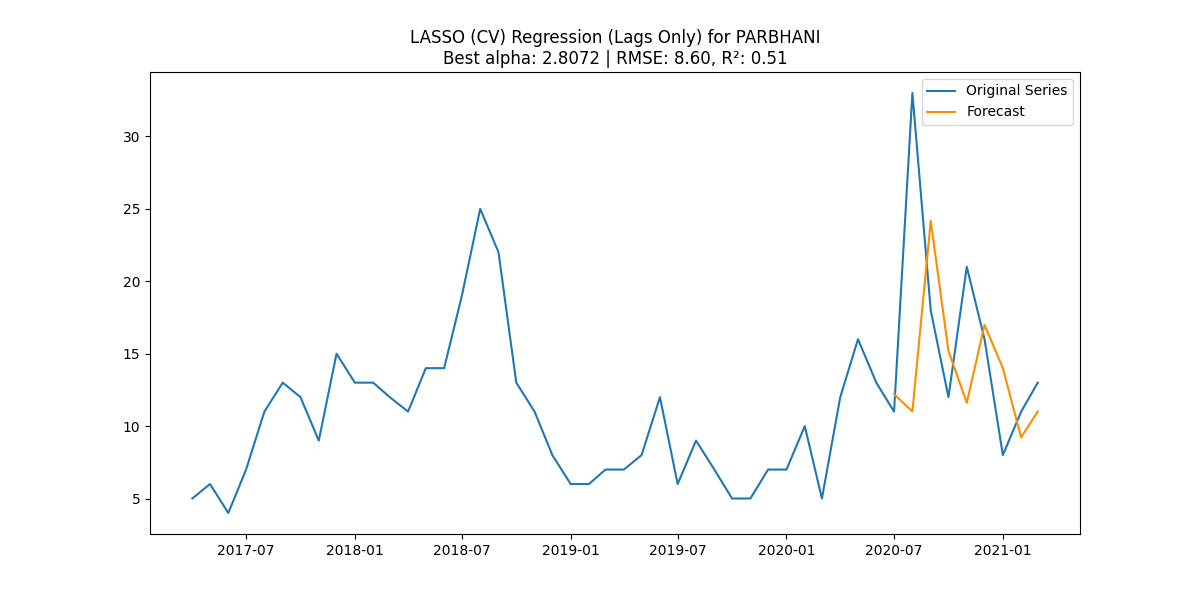 LASSO (CV) Regression (Lags Only) for PARBHANI
Best alpha: 2.8072 | RMSE: 8.60, R²: 0.51
Original Series
Forecast
30
25
20
15
10
5
2017-07 2018-01 2018-07 2019-01 2019-07 2020-01 2020-07 2021-01